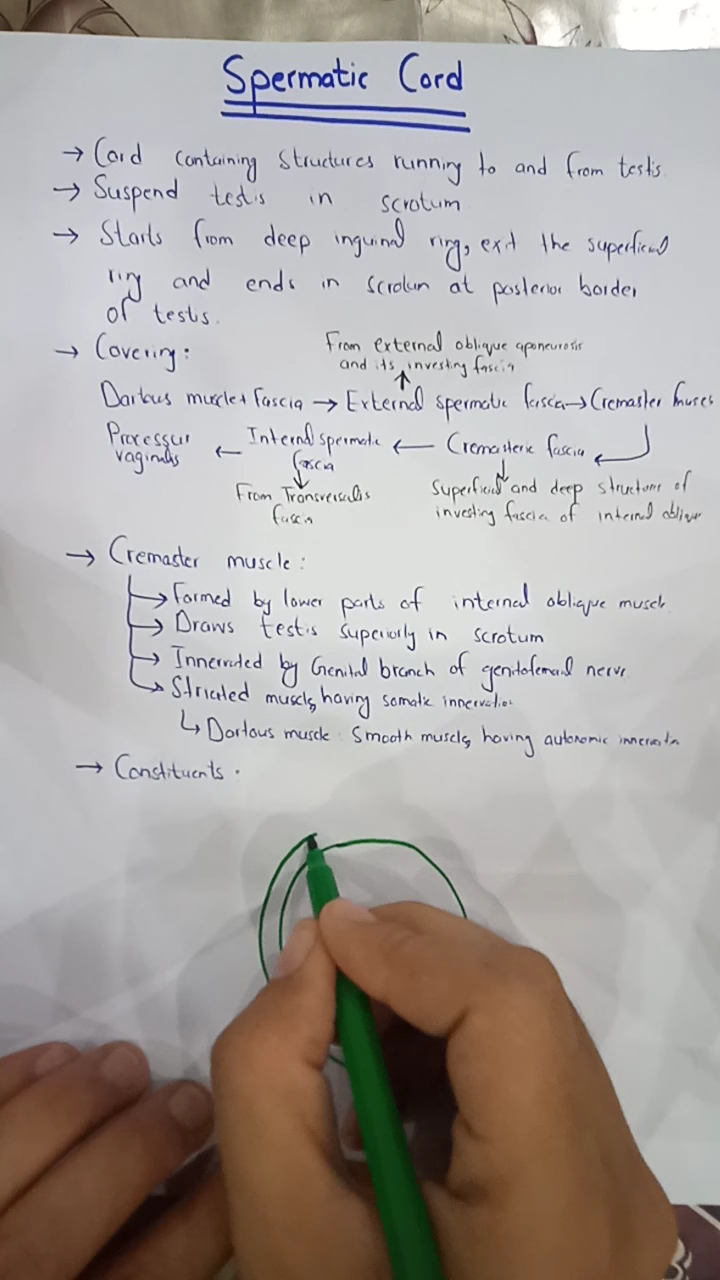 Spermatic Cord
→ Cord containing structures running to and from testis
→ Suspend testis in scrotum
→ Starts from deep inguinal ring, exit the superficial
ring and ends in scrotum at posterior border
of testis.
→ Covering:
From external oblique aponeurosis
and its investing fascia
Dartous muscle+Fascia → External spermatic fascia → Cremaster muscles
Processus vaginalis ← Internal spermatic fascia ← Cremasteric fascia
From Transversalis fascia
Superficial and deep structures of
investing fascia of internal oblique
→ Cremaster muscle:
→ Formed by lower parts of internal oblique muscle
→ Draws testis superiorly in scrotum
→ Innervated by Genital branch of genitofemoral nerve
→ Striated muscle, having somatic innervation
↳ Dartous muscle: Smooth muscle, having autonomic innervation
→ Constituents.